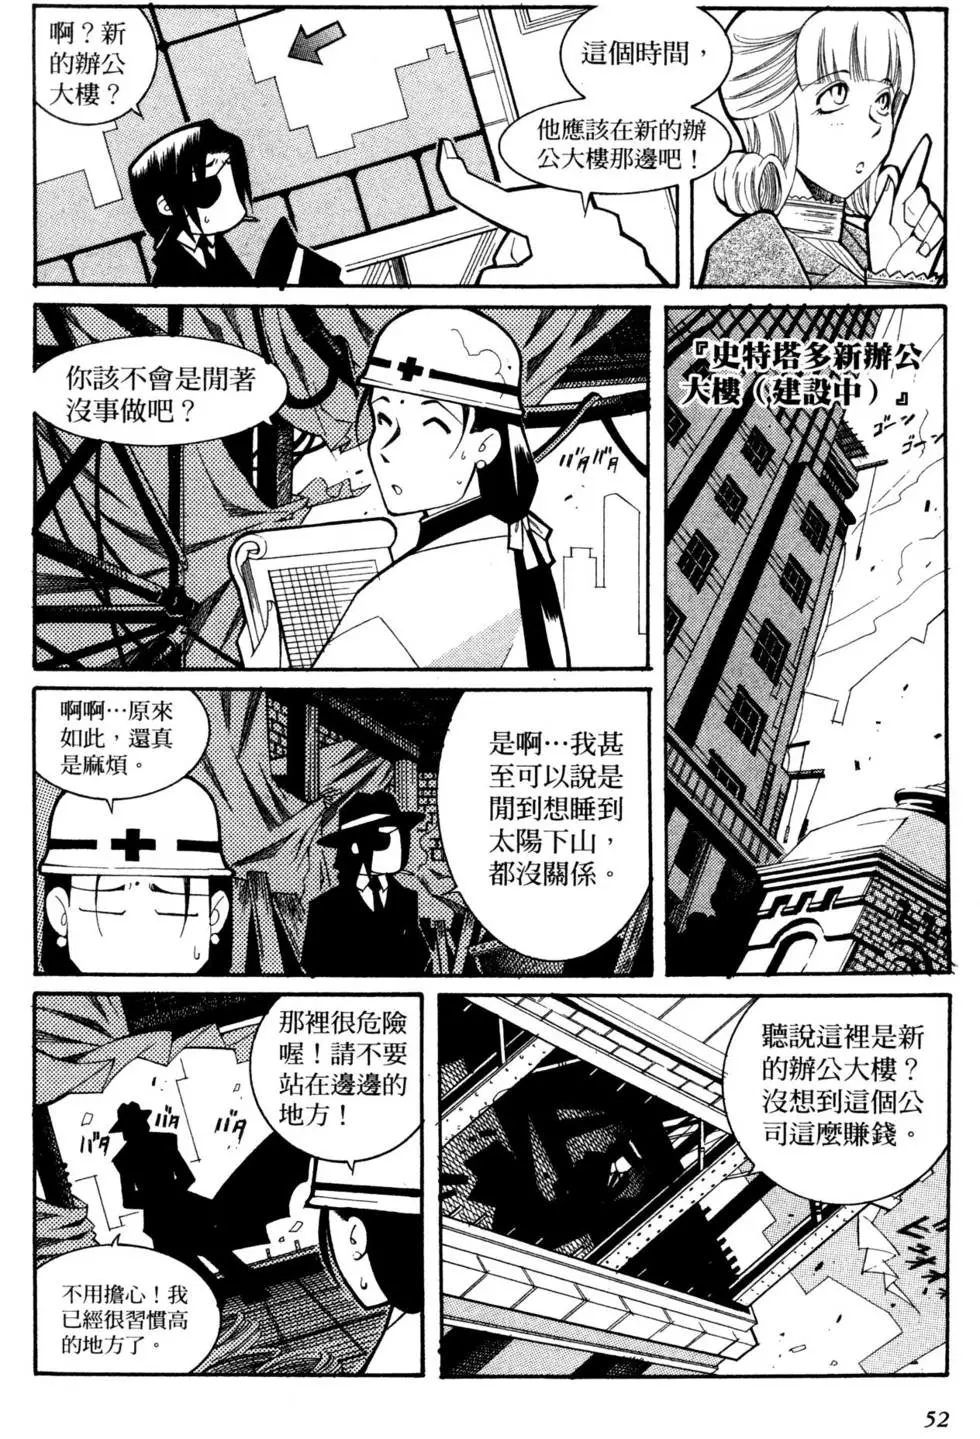 這個時間，
他應該在新的辦
公大樓那邊吧！
啊？新
的辦公
大樓？
『史特塔多新辦公
大樓（建設中）』
ゴーン
ゴーン
你該不會是閒著
沒事做吧？
バタ
バタ
是啊…我甚
至可以說是
閒到想睡到
太陽下山，
都沒關係。
啊啊…原來
如此，還真
是麻煩。
聽說這裡是新
的辦公大樓？
沒想到這個公
司這麼賺錢。
ヒュオォ
那裡很危險
喔！請不要
站在邊邊的
地方！
バタ
バタ
バタ
不用擔心！我
已經很習慣高
的地方了。
52